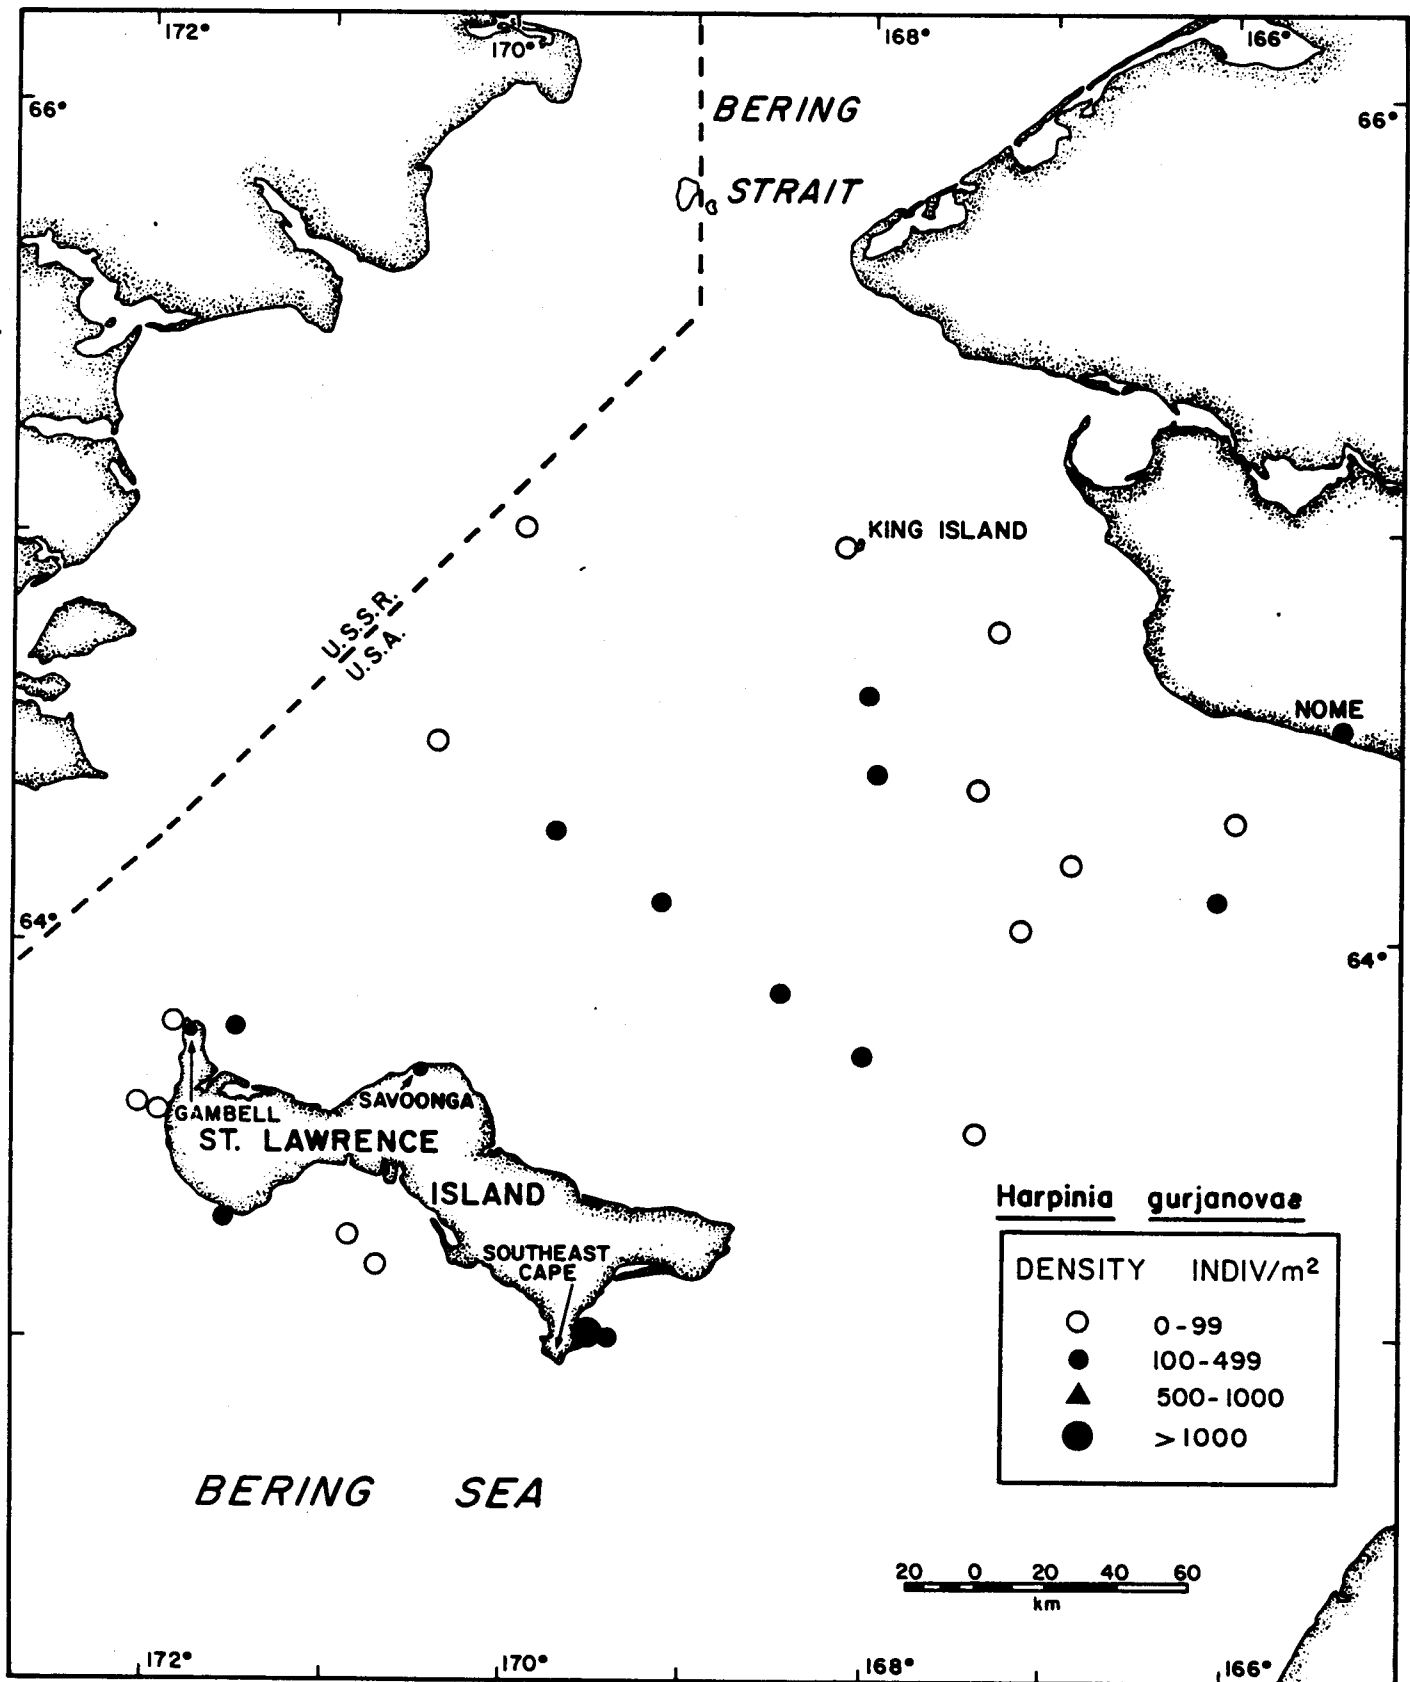 172°
170°
168°
166°
66°
BERING
66°
STRAIT
KING ISLAND
U.S.S.R.
U.S.A.
NOME
64°
64°
SAVOONGA
GAMBELL
ST. LAWRENCE
ISLAND
SOUTHEAST
CAPE
Harpinia gurjanovae
DENSITY INDIV/m²
0-99
100-499
500-1000
>1000
BERING SEA
20 0 20 40 60
km
172°
170°
168°
166°